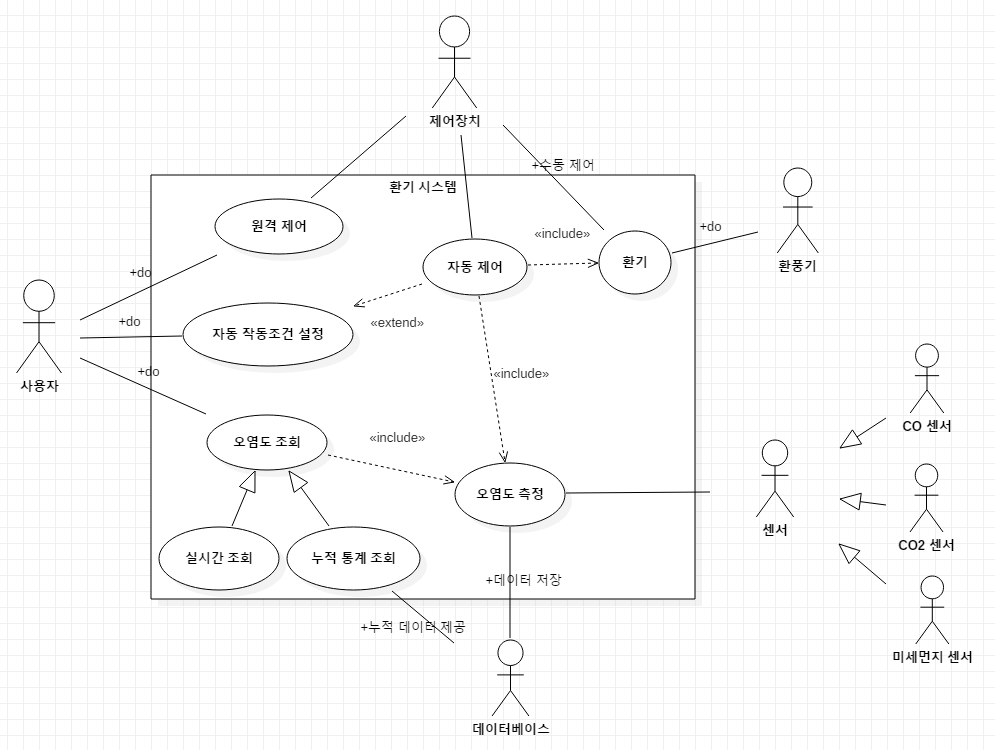 제어장치
+수동 제어
환기 시스템
원격 제어
«include»
+do
자동 제어
환기
환풍기
+do
+do
«extend»
자동 작동조건 설정
사용자
+do
«include»
CO 센서
오염도 조회
«include»
오염도 측정
센서
CO2 센서
실시간 조회
누적 통계 조회
+데이터 저장
+누적 데이터 제공
미세먼지 센서
데이터베이스